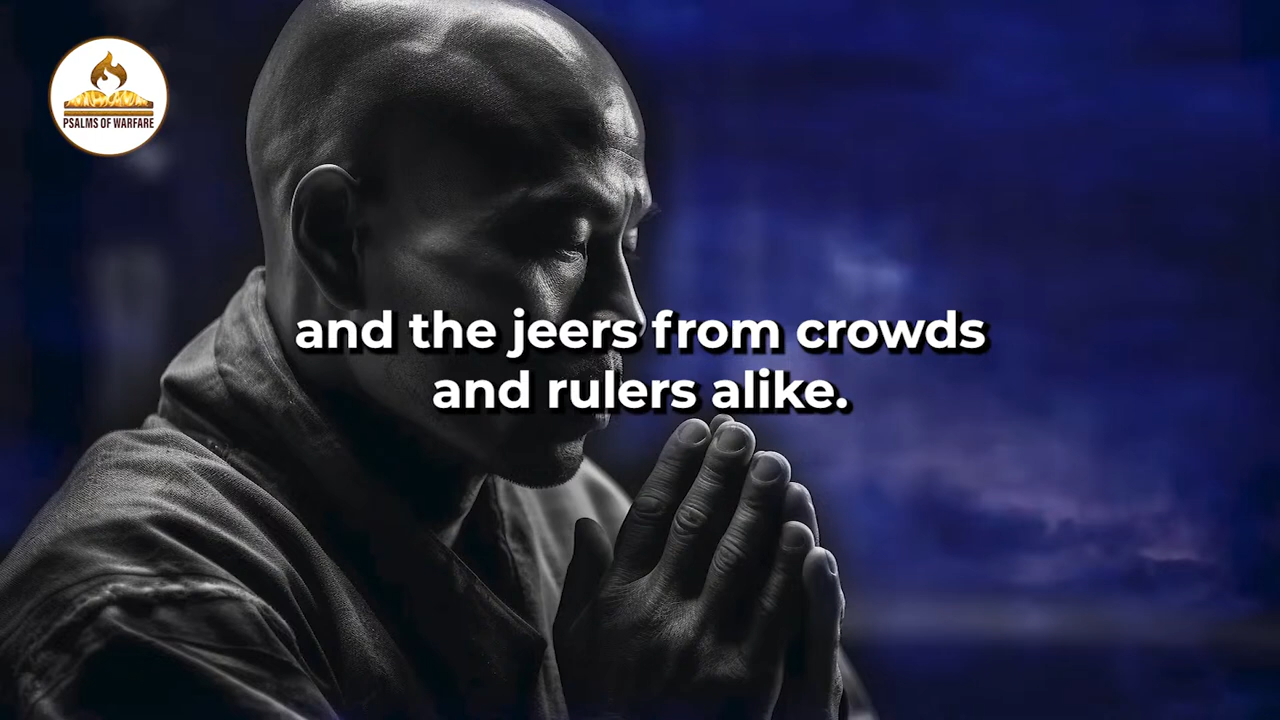 PSALMS OF WARFARE
and the jeers from crowds
and rulers alike.